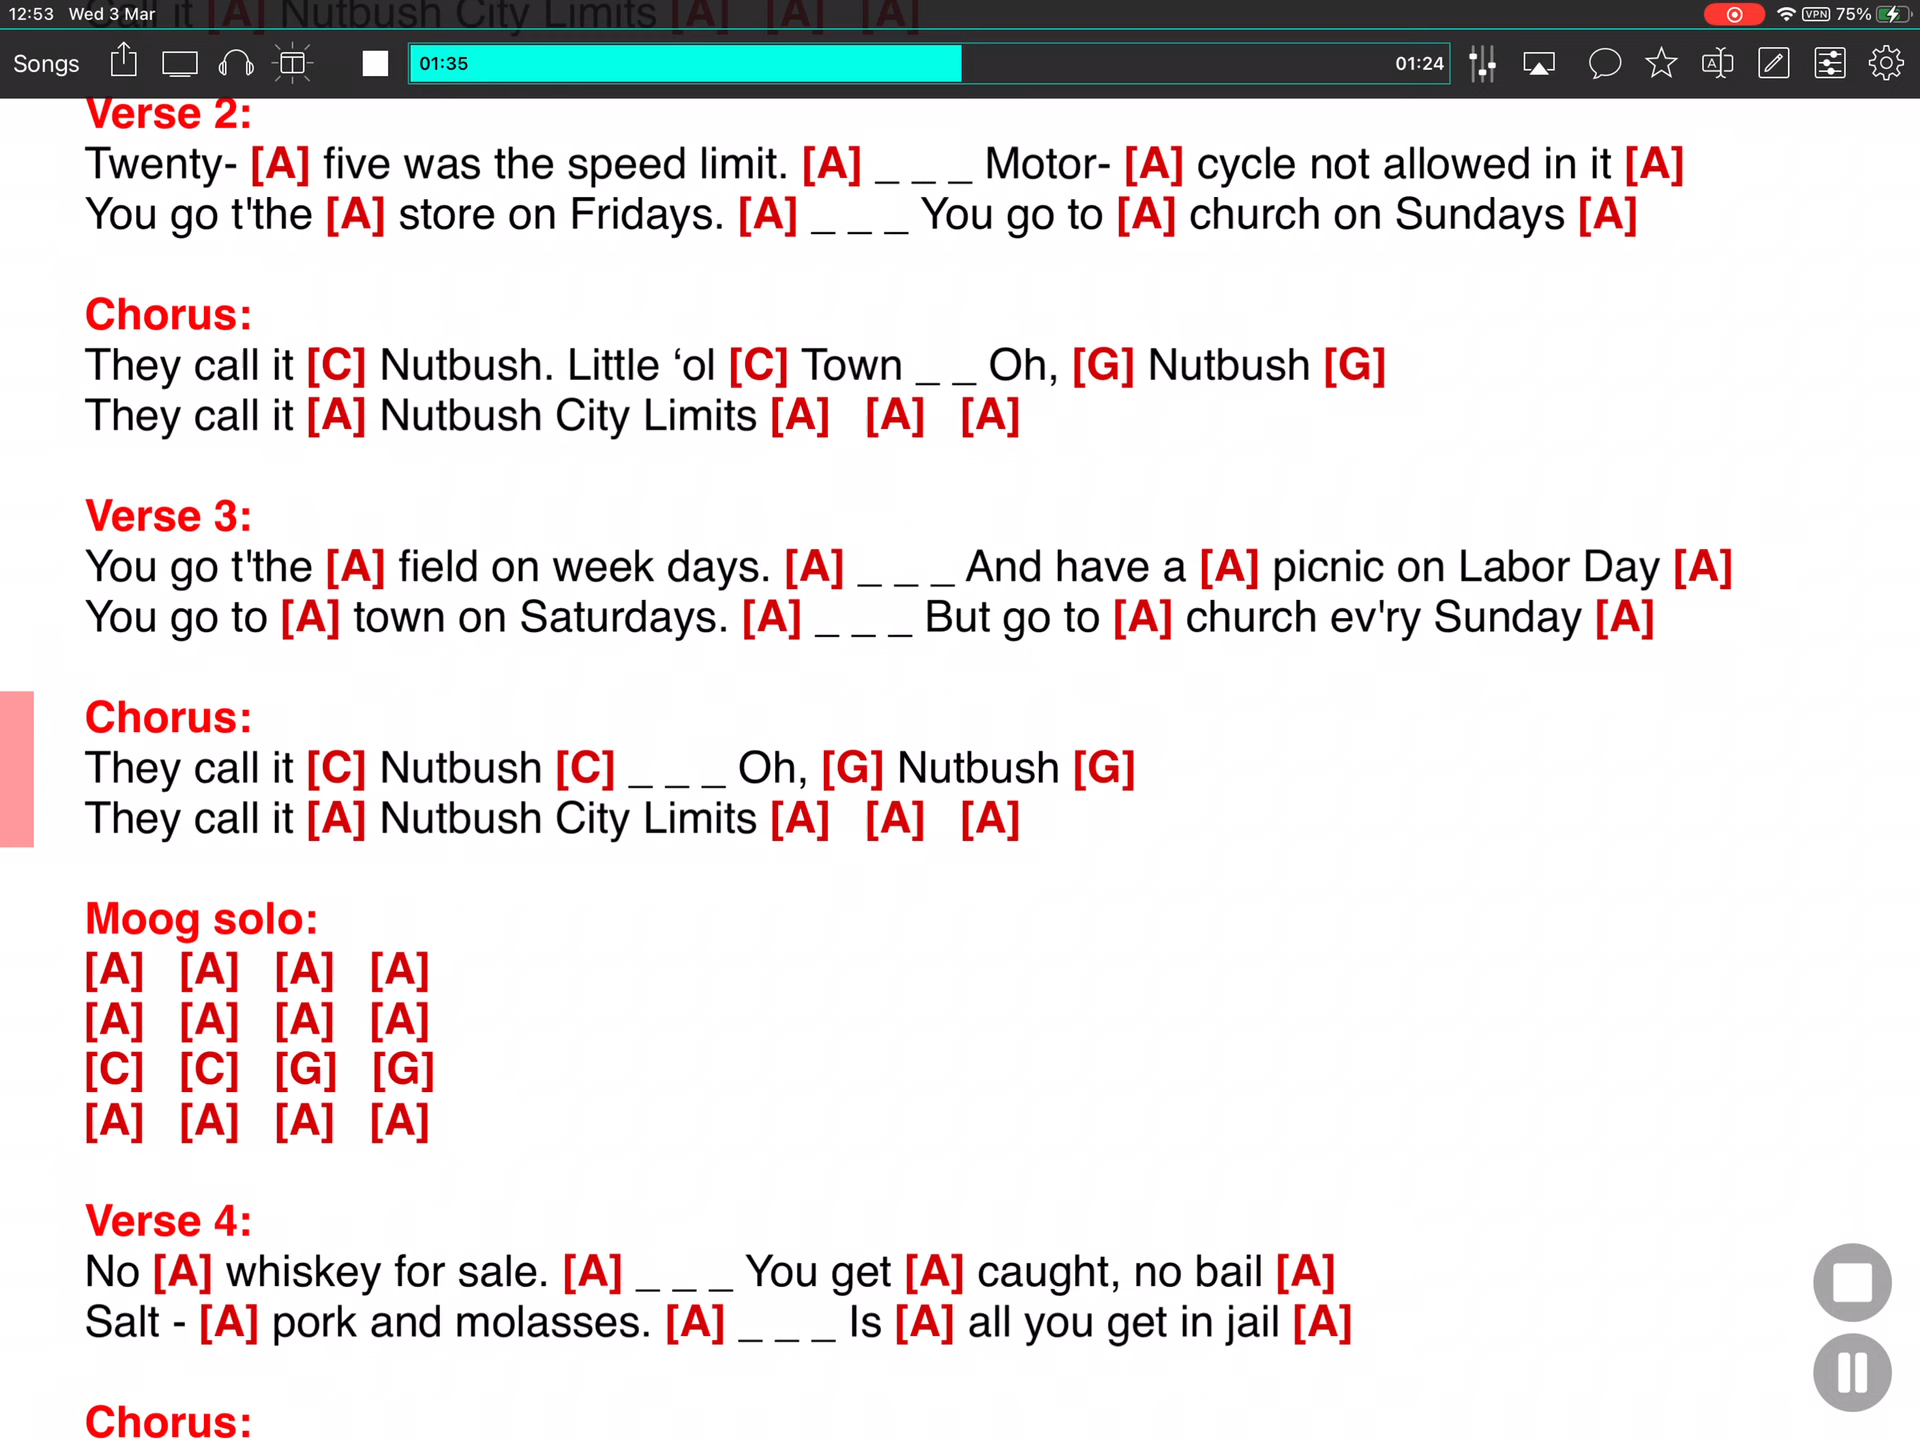 Call it [A] Nutbush City Limits [A] [A] [A]
12:53 Wed 3 Mar VPN 75%
Songs 01:35 01:24
Verse 2:
Twenty- [A] five was the speed limit. [A] _ _ _ Motor- [A] cycle not allowed in it [A]
You go t'the [A] store on Fridays. [A] _ _ _ You go to [A] church on Sundays [A]
Chorus:
They call it [C] Nutbush. Little ‘ol [C] Town _ _ Oh, [G] Nutbush [G]
They call it [A] Nutbush City Limits [A] [A] [A]
Verse 3:
You go t'the [A] field on week days. [A] _ _ _ And have a [A] picnic on Labor Day [A]
You go to [A] town on Saturdays. [A] _ _ _ But go to [A] church ev'ry Sunday [A]
Chorus:
They call it [C] Nutbush [C] _ _ _ Oh, [G] Nutbush [G]
They call it [A] Nutbush City Limits [A] [A] [A]
Moog solo:
[A] [A] [A] [A]
[A] [A] [A] [A]
[C] [C] [G] [G]
[A] [A] [A] [A]
Verse 4:
No [A] whiskey for sale. [A] _ _ _ You get [A] caught, no bail [A]
Salt - [A] pork and molasses. [A] _ _ _ Is [A] all you get in jail [A]
Chorus: